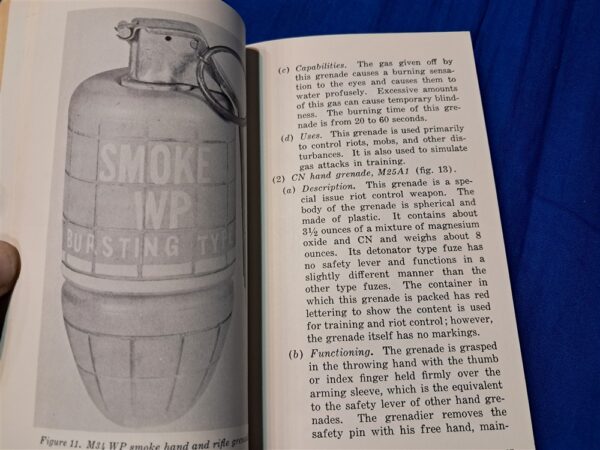 SMOKE
WP
BURSTING TYPE
Figure 11. M34 WP smoke hand and rifle
(c) Capabilities. The gas given off by
this grenade causes a burning sensa-
tion to the eyes and causes them to
water profusely. Excessive amounts
of this gas can cause temporary blind-
ness. The burning time of this gre-
nade is from 20 to 60 seconds.
(d) Uses. This grenade is used primarily
to control riots, mobs, and other dis-
turbances. It is also used to simulate
gas attacks in training.
(2) CN hand grenade, M25A1 (fig. 13).
(a) Description. This grenade is a spe-
cial issue riot control weapon. The
body of the grenade is spherical and
made of plastic. It contains about
3½ ounces of a mixture of magnesium
oxide and CN and weighs about 8
ounces. Its detonator type fuze has
no safety lever and functions in a
slightly different manner than the
other type fuzes. The container in
which this grenade is packed has red
lettering to show the content is used
for training and riot control; however,
the grenade itself has no markings.
(b) Functioning. The grenade is grasped
in the throwing hand with the thumb
or index finger held firmly over the
arming sleeve, which is the equivalent
to the safety lever of other hand gre-
nades. The grenadier removes the
safety pin with his free hand, main-